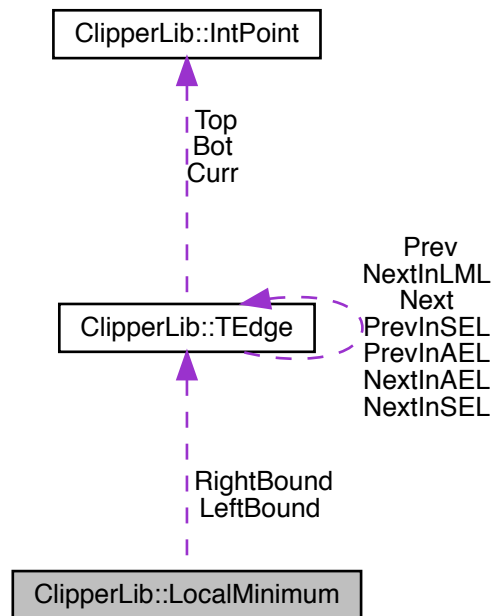 ClipperLib::IntPoint
Top
Bot
Curr
Prev
NextInLML
Next
PrevInSEL
PrevInAEL
NextInAEL
NextInSEL
ClipperLib::TEdge
RightBound
LeftBound
ClipperLib::LocalMinimum